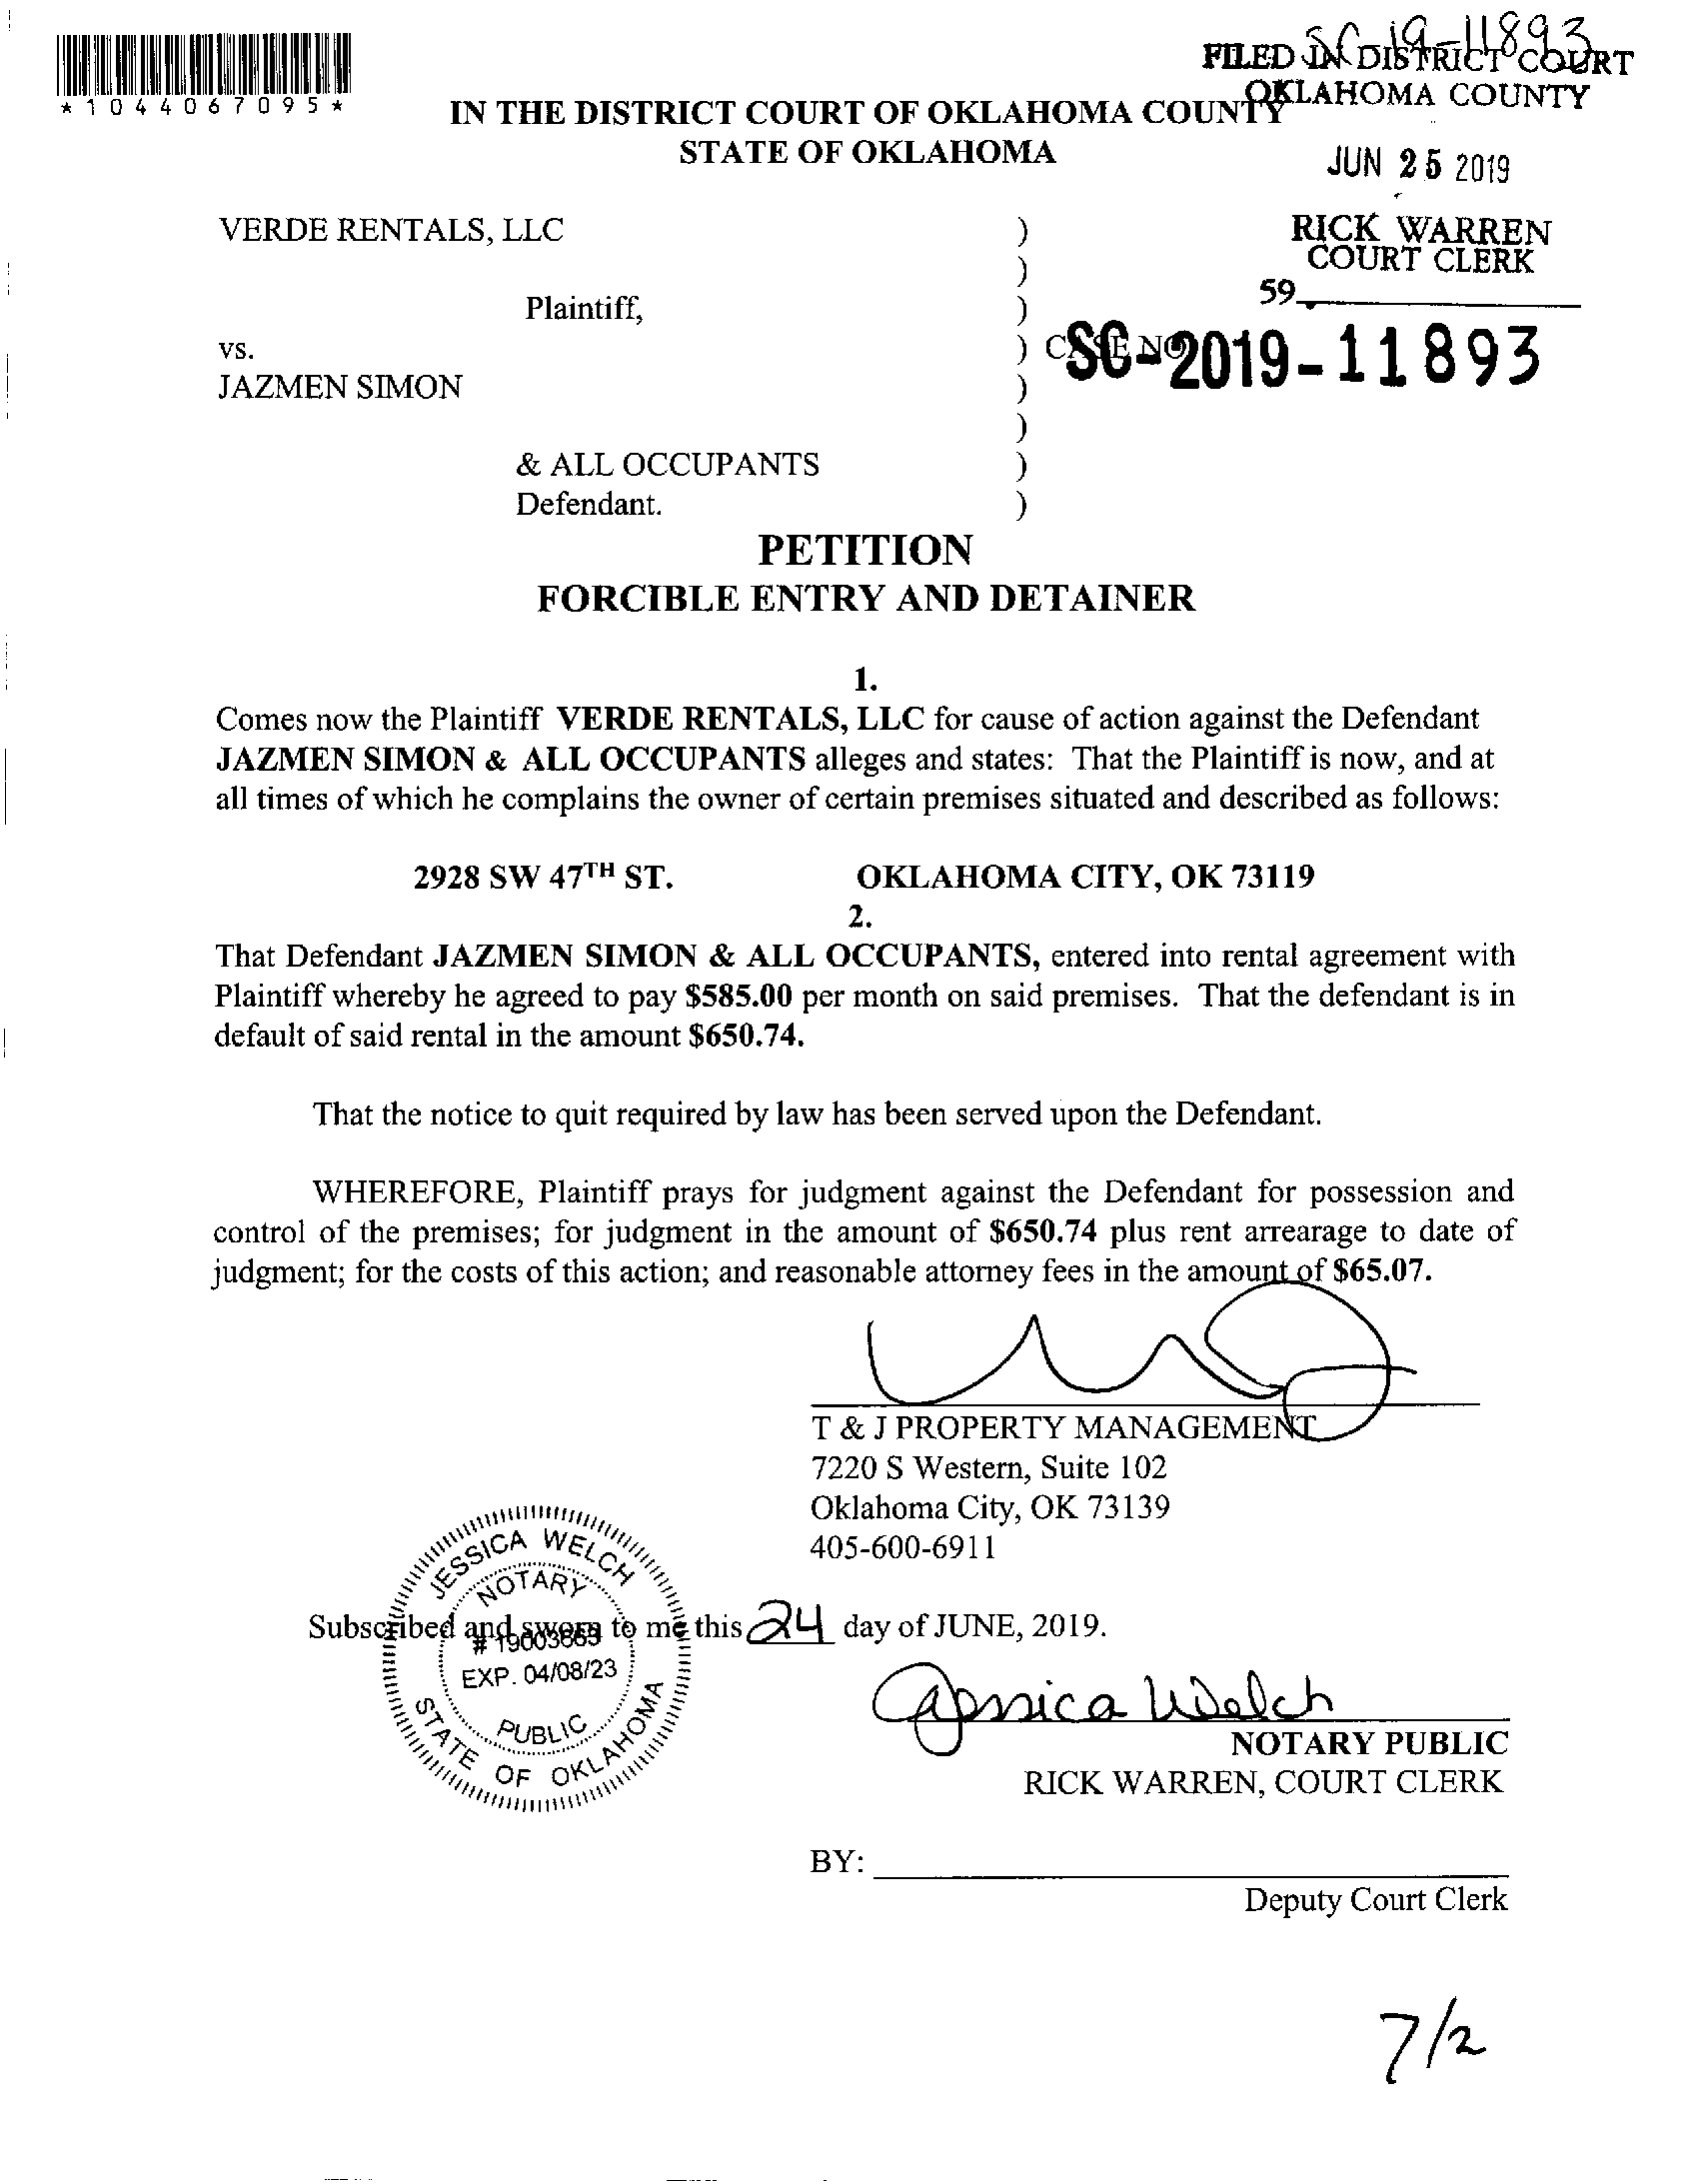 SC-19-11893
FILED IN DISTRICT COURT
OKLAHOMA COUNTY
*1044067095*
IN THE DISTRICT COURT OF OKLAHOMA COUNTY
STATE OF OKLAHOMA
JUN 25 2019
RICK WARREN
COURT CLERK
59
VERDE RENTALS, LLC )
)
Plaintiff, )
vs. ) CASE NO. SC-2019-11893
JAZMEN SIMON )
)
& ALL OCCUPANTS )
Defendant. )
PETITION
FORCIBLE ENTRY AND DETAINER
1.
Comes now the Plaintiff VERDE RENTALS, LLC for cause of action against the Defendant
JAZMEN SIMON & ALL OCCUPANTS alleges and states: That the Plaintiff is now, and at
all times of which he complains the owner of certain premises situated and described as follows:
2928 SW 47TH ST. OKLAHOMA CITY, OK 73119
2.
That Defendant JAZMEN SIMON & ALL OCCUPANTS, entered into rental agreement with
Plaintiff whereby he agreed to pay $585.00 per month on said premises. That the defendant is in
default of said rental in the amount $650.74.
That the notice to quit required by law has been served upon the Defendant.
WHEREFORE, Plaintiff prays for judgment against the Defendant for possession and
control of the premises; for judgment in the amount of $650.74 plus rent arrearage to date of
judgment; for the costs of this action; and reasonable attorney fees in the amount of $65.07.
T & J PROPERTY MANAGEMENT
7220 S Western, Suite 102
Oklahoma City, OK 73139
405-600-6911
JESSICA WELCH
NOTARY
Subscribed and sworn to me this 24 day of JUNE, 2019.
EXP. 04/08/23
PUBLIC
STATE OF OKLAHOMA
Jessica Welch
NOTARY PUBLIC
RICK WARREN, COURT CLERK
BY:
Deputy Court Clerk
7/2